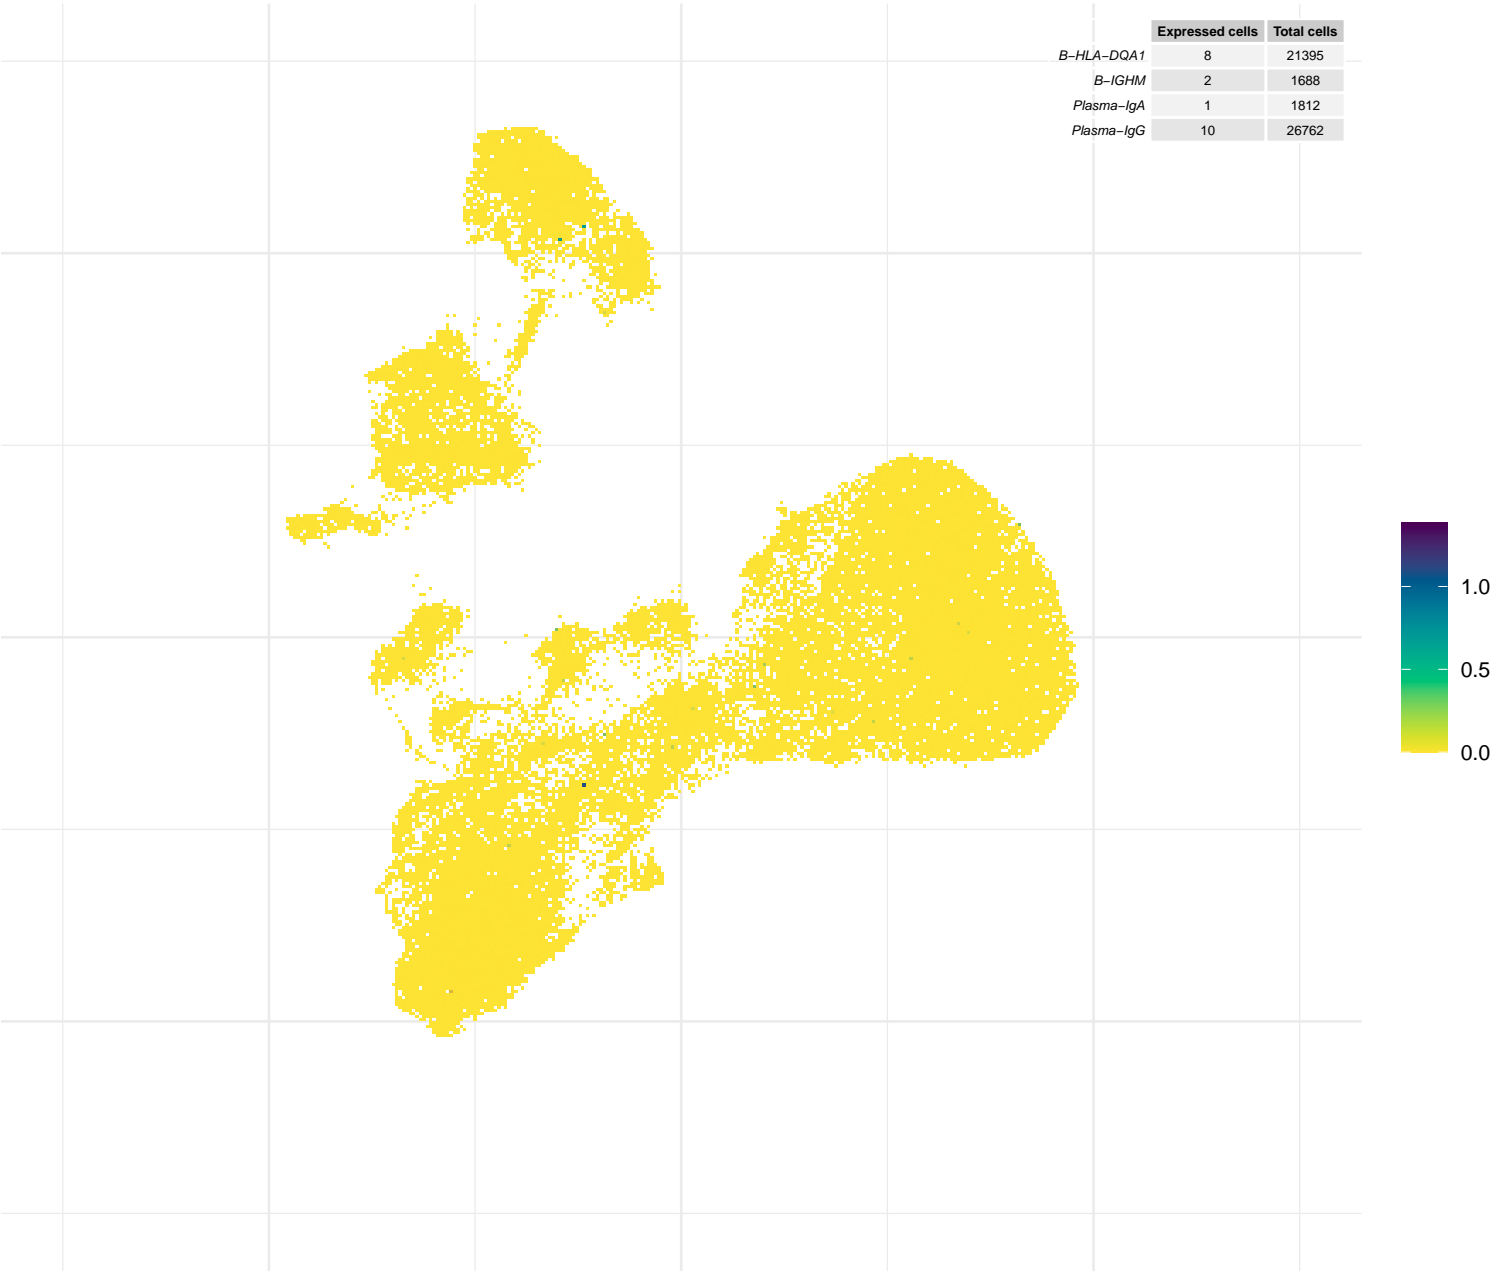 Expressed cells Total cells
B−HLA−DQA1 8 21395
B−IGHM 2 1688
Plasma−IgA 1 1812
Plasma−IgG 10 26762
1.0
0.5
0.0